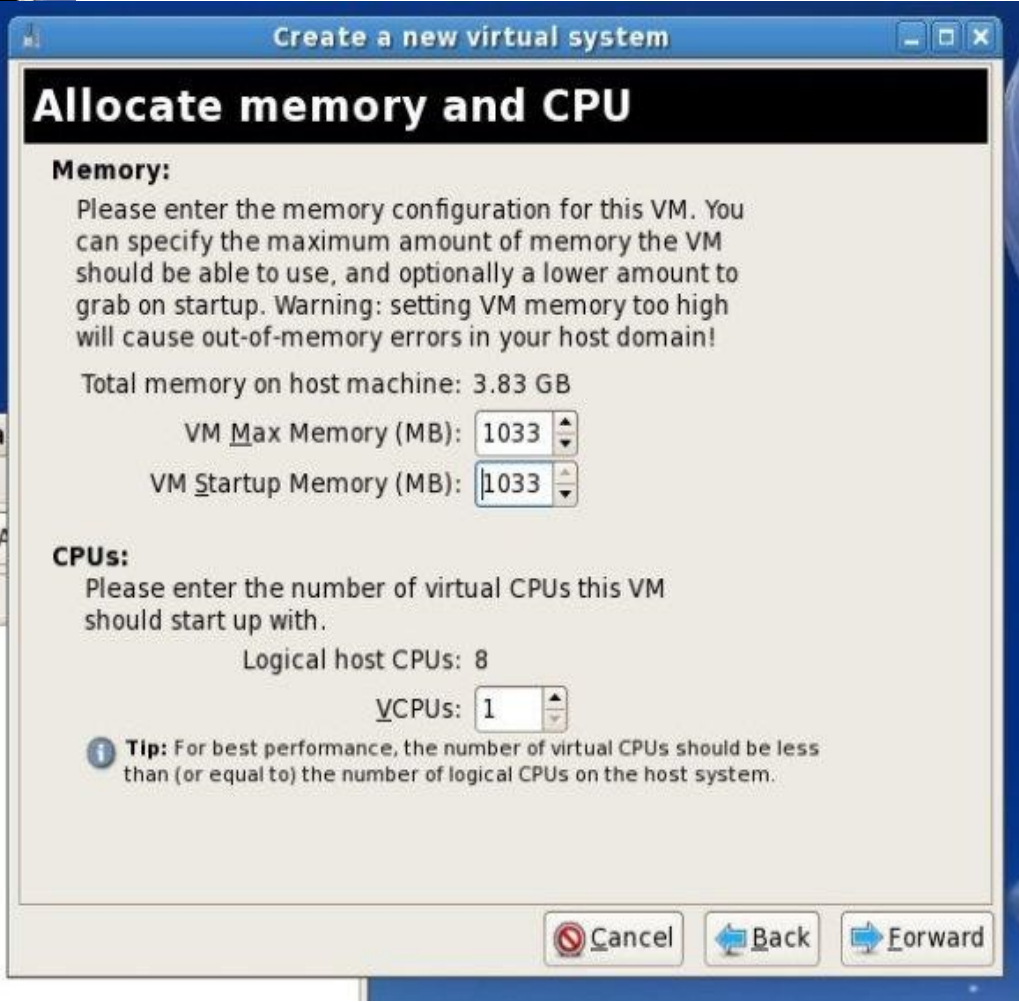 Create a new virtual system
Allocate memory and CPU
Memory:
Please enter the memory configuration for this VM. You
can specify the maximum amount of memory the VM
should be able to use, and optionally a lower amount to
grab on startup. Warning: setting VM memory too high
will cause out-of-memory errors in your host domain!
Total memory on host machine: 3.83 GB
VM Max Memory (MB): 1033
VM Startup Memory (MB): 1033
CPUs:
Please enter the number of virtual CPUs this VM
should start up with.
Logical host CPUs: 8
VCPUs: 1
Tip: For best performance, the number of virtual CPUs should be less
than (or equal to) the number of logical CPUs on the host system.
Cancel Back Forward